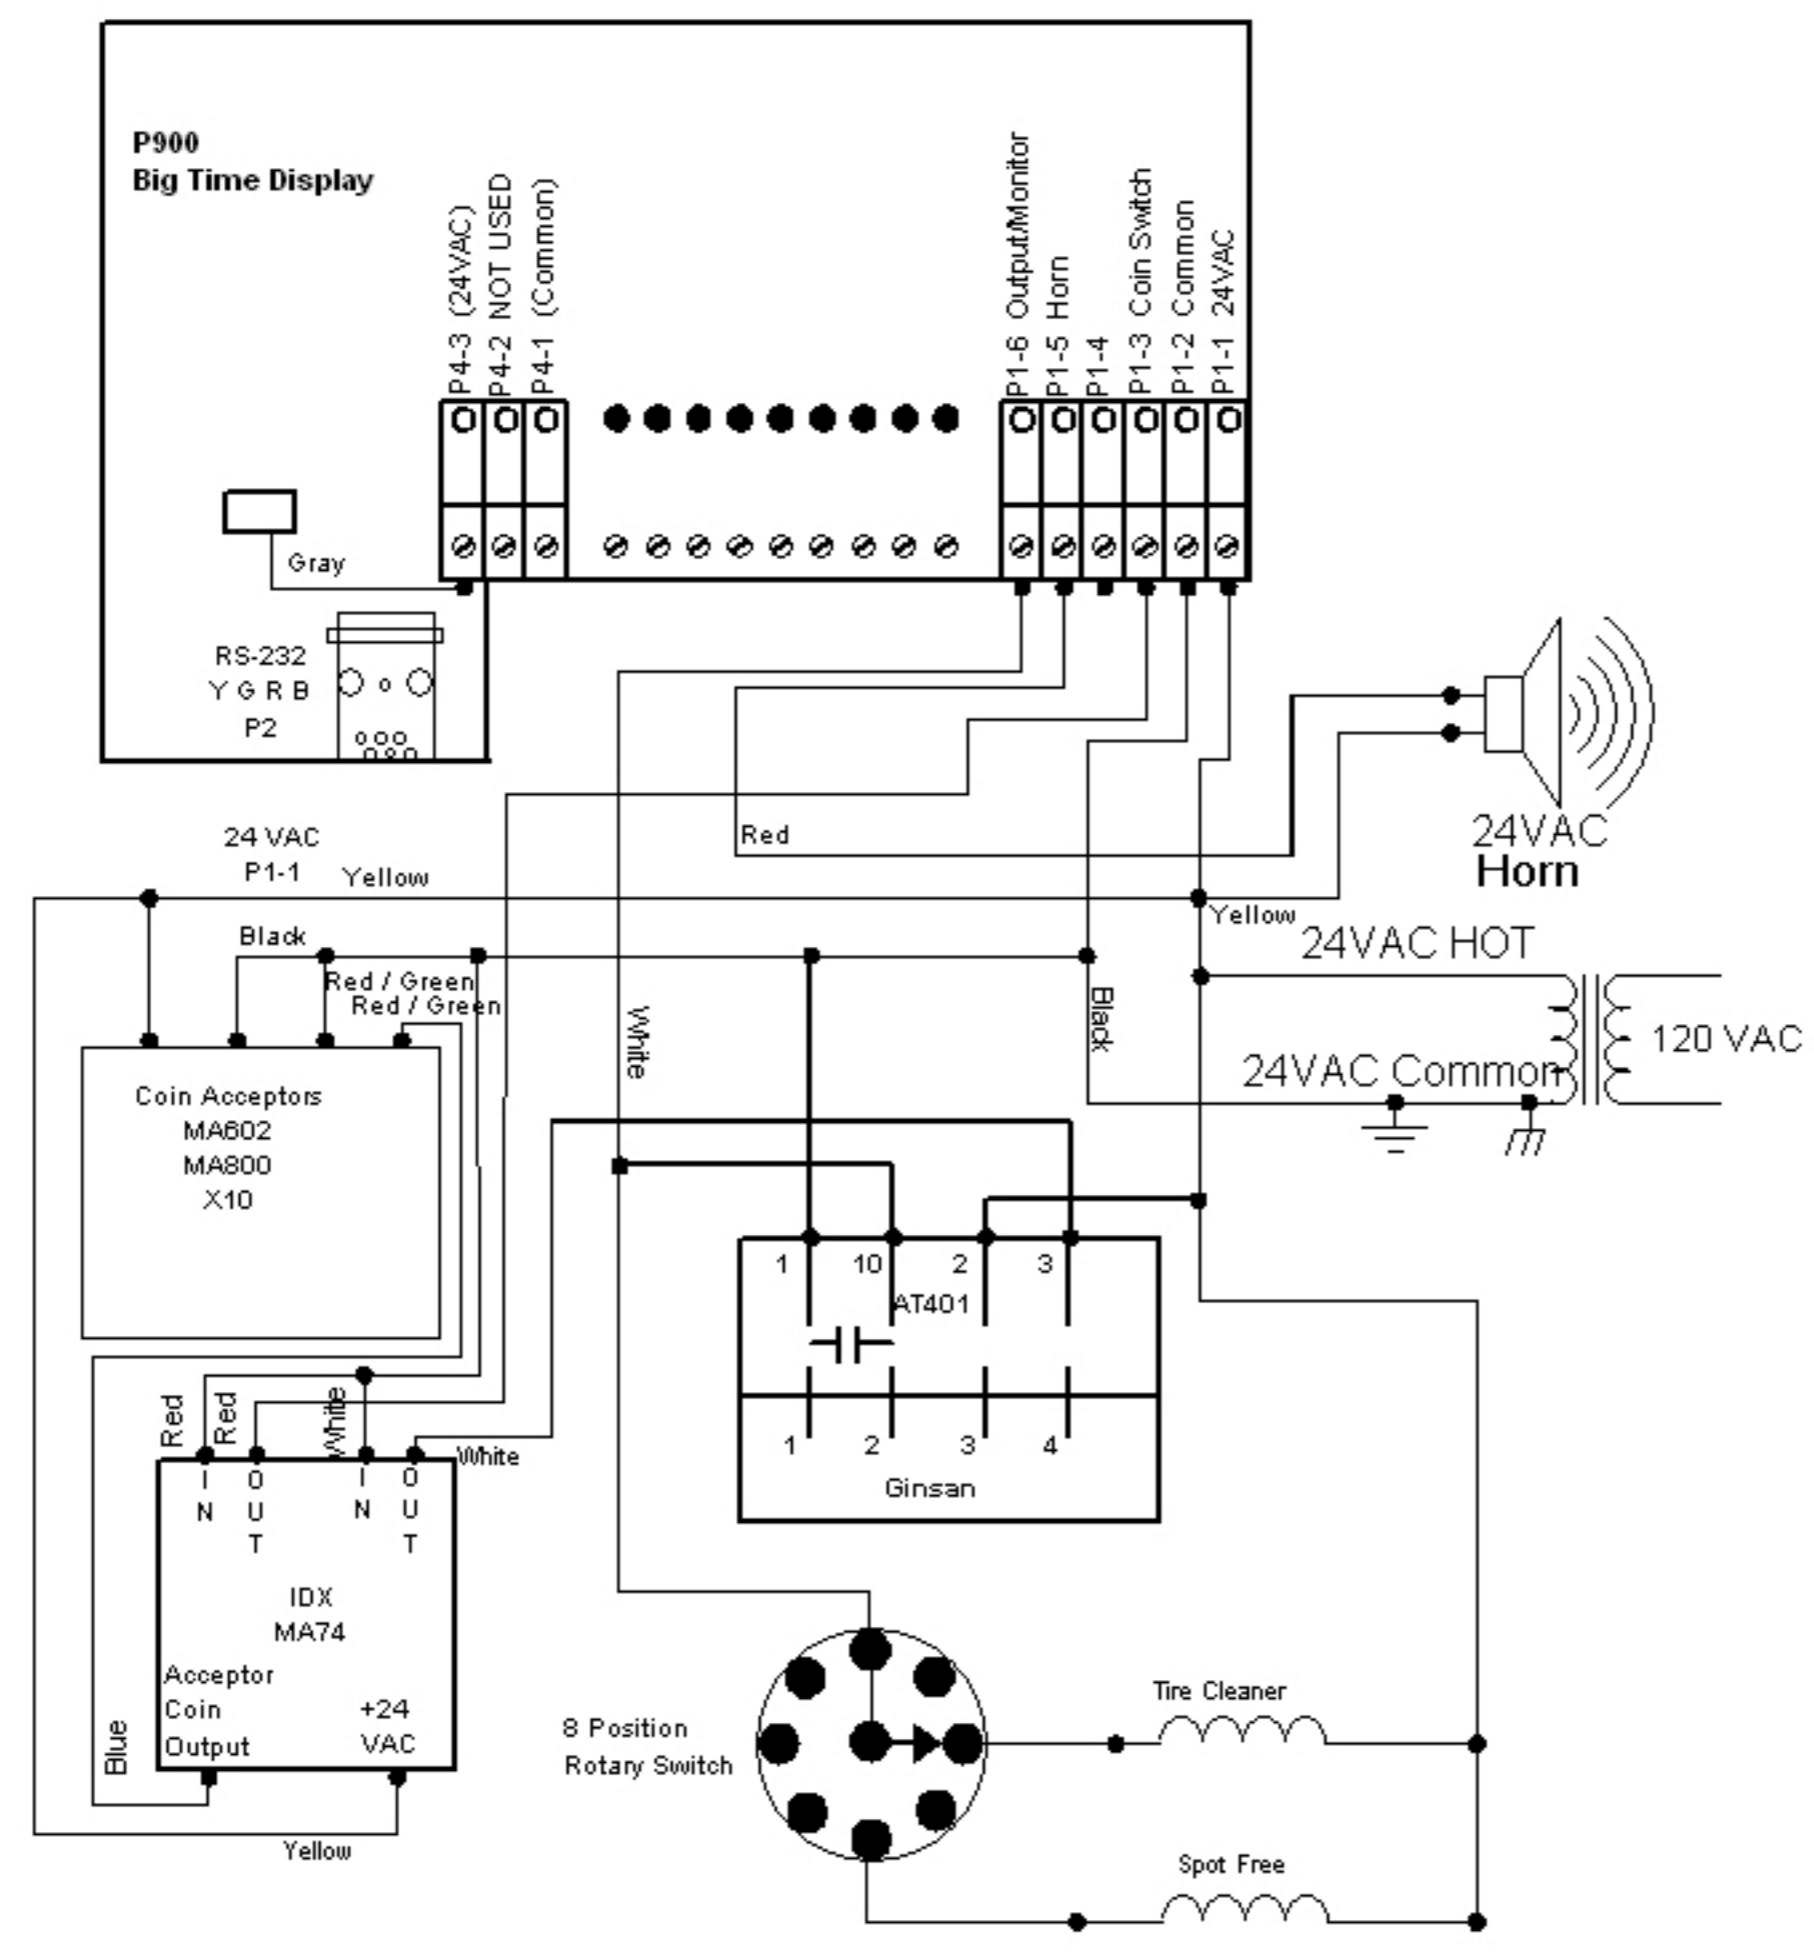 P900
Big Time Display
P4-3 (24VAC)
P4-2 NOT USED
P4-1 (Common)
P1-6 Output/Monitor
P1-5 Horn
P1-4
P1-3 Coin Switch
P1-2 Common
P1-1 24VAC
Gray
RS-232
Y G R B
P2
24VAC
Horn
Red
24 VAC
P1-1
Yellow
Yellow
24VAC HOT
Black
Red / Green
Red / Green
White
Black
120 VAC
24VAC Common
Coin Acceptors
MA602
MA800
X10
1 10 2 3
AT401
1 2 3 4
Ginsan
Red
Red
White
White
IN
OUT
IN
OUT
IDX
MA74
Acceptor
Coin
Output
+24
VAC
Blue
Yellow
8 Position
Rotary Switch
Tire Cleaner
Spot Free